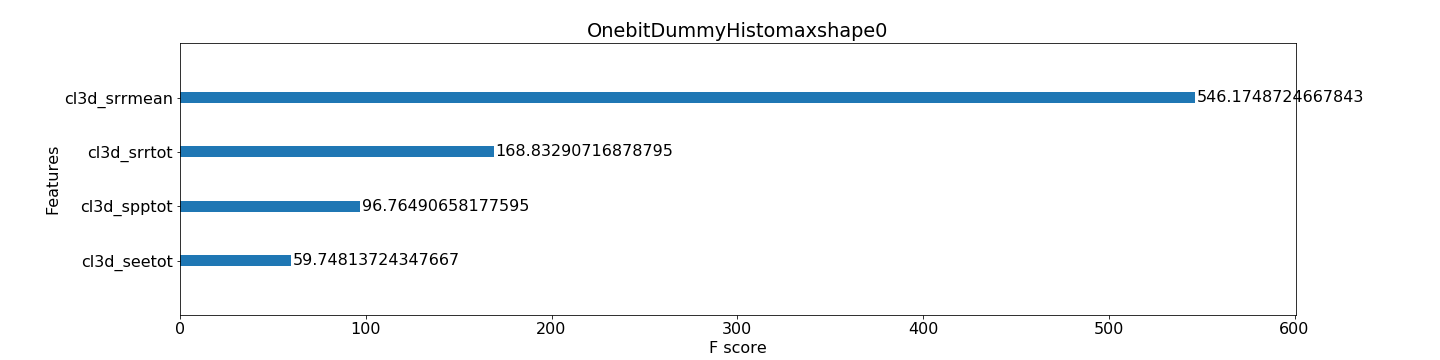 OnebitDummyHistomaxshape0
cl3d_srrmean 546.1748724667843
cl3d_srrtot 168.83290716878795
cl3d_spptot 96.76490658177595
cl3d_seetot 59.74813724347667
Features
0 100 200 300 400 500 600
F score